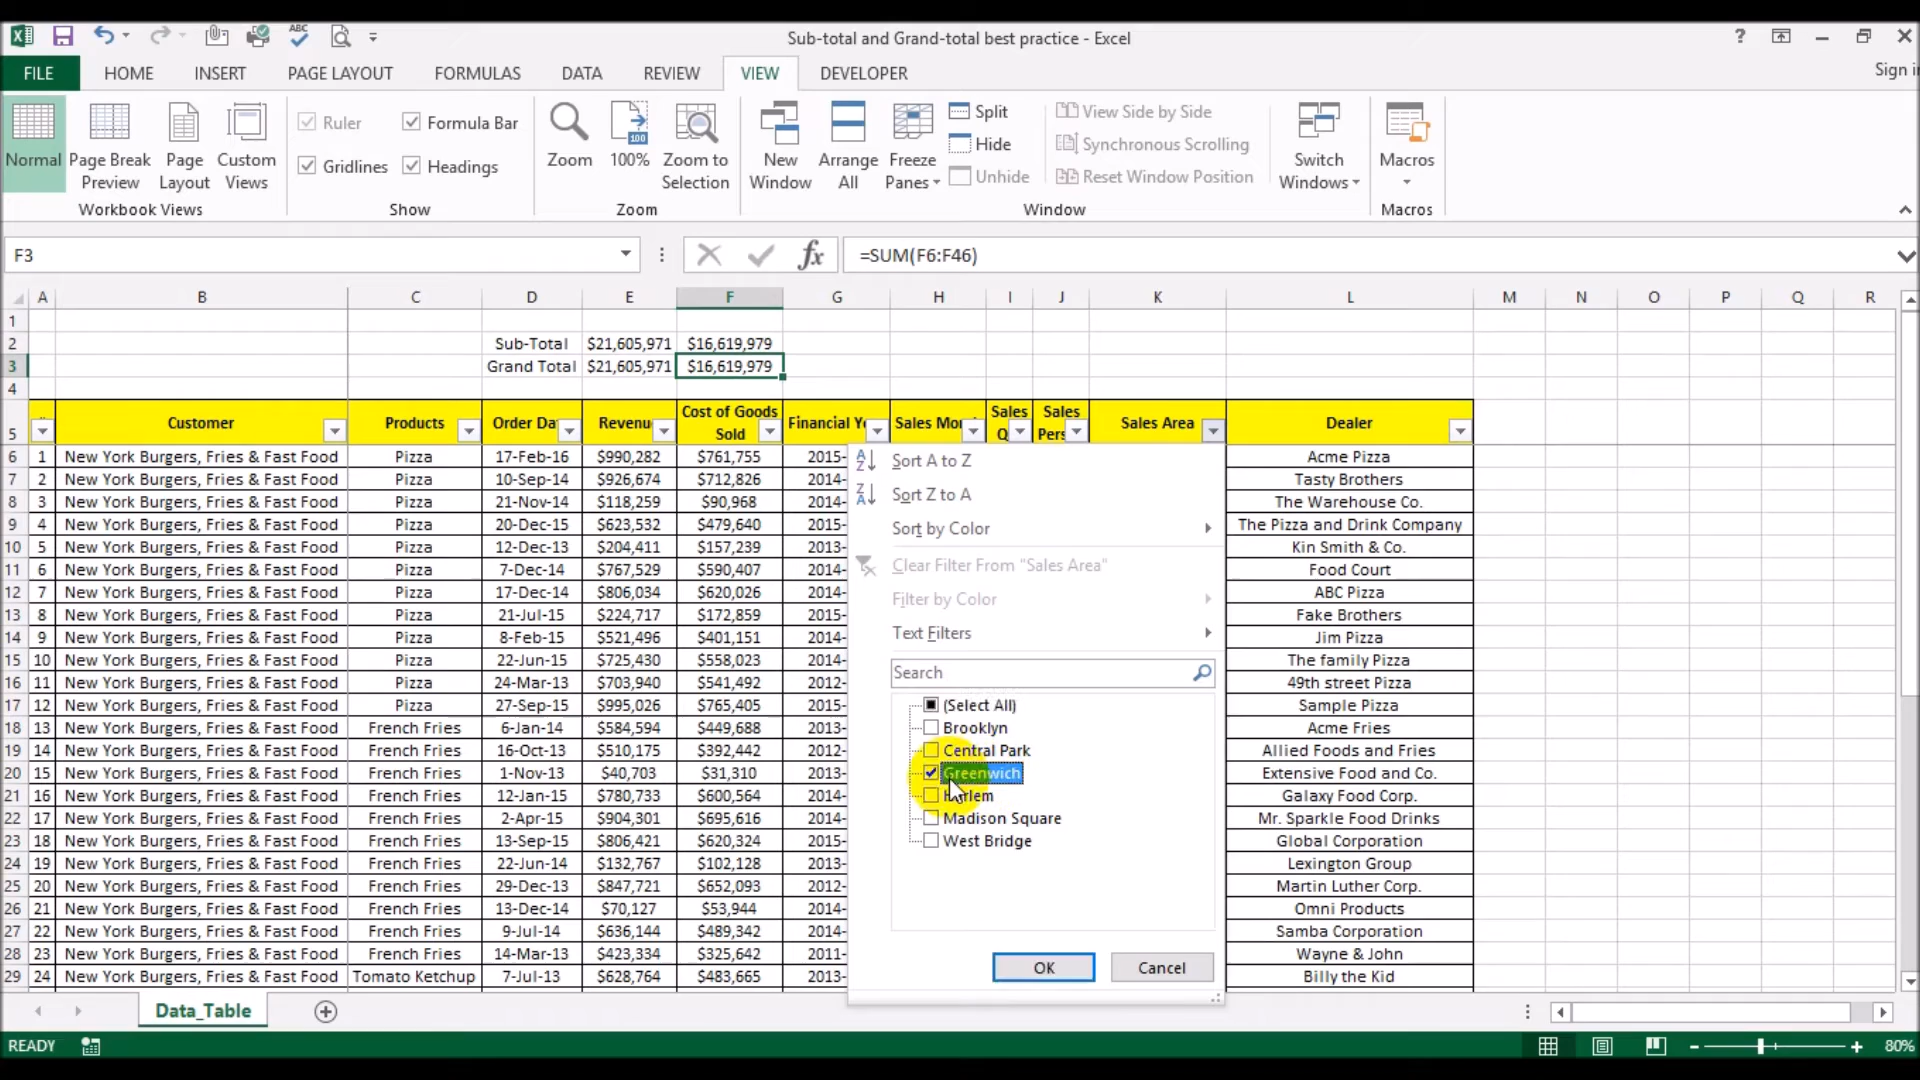 Sub-total and Grand-total best practice - Excel
Sign in
FILE HOME INSERT PAGE LAYOUT FORMULAS DATA REVIEW VIEW DEVELOPER
Normal Page Break Preview Page Layout Custom Views
Workbook Views
Ruler Formula Bar
Gridlines Headings
Show
Zoom 100% Zoom to Selection
Zoom
New Window Arrange All Freeze Panes
Split
Hide
Unhide
View Side by Side
Synchronous Scrolling
Reset Window Position
Switch Windows
Window
Macros
Macros
F3 fx =SUM(F6:F46)
A B C D E F G H I J K L M N O P Q R
1
2 Sub-Total $21,605,971 $16,619,979
3 Grand Total $21,605,971 $16,619,979
4
5 Customer Products Order Da Revenu Cost of Goods Sold Financial Y Sales Mo Sales Q Sales Pers Sales Area Dealer
6 1 New York Burgers, Fries & Fast Food Pizza 17-Feb-16 $990,282 $761,755 2015- Acme Pizza
7 2 New York Burgers, Fries & Fast Food Pizza 10-Sep-14 $926,674 $712,826 2014- Tasty Brothers
8 3 New York Burgers, Fries & Fast Food Pizza 21-Nov-14 $118,259 $90,968 2014- The Warehouse Co.
9 4 New York Burgers, Fries & Fast Food Pizza 20-Dec-15 $623,532 $479,640 2015- The Pizza and Drink Company
10 5 New York Burgers, Fries & Fast Food Pizza 12-Dec-13 $204,411 $157,239 2013- Kin Smith & Co.
11 6 New York Burgers, Fries & Fast Food Pizza 7-Dec-14 $767,529 $590,407 2014- Food Court
12 7 New York Burgers, Fries & Fast Food Pizza 17-Dec-14 $806,034 $620,026 2014- ABC Pizza
13 8 New York Burgers, Fries & Fast Food Pizza 21-Jul-15 $224,717 $172,859 2015- Fake Brothers
14 9 New York Burgers, Fries & Fast Food Pizza 8-Feb-15 $521,496 $401,151 2014- Jim Pizza
15 10 New York Burgers, Fries & Fast Food Pizza 22-Jun-15 $725,430 $558,023 2014- The family Pizza
16 11 New York Burgers, Fries & Fast Food Pizza 24-Mar-13 $703,940 $541,492 2012- 49th street Pizza
17 12 New York Burgers, Fries & Fast Food Pizza 27-Sep-15 $995,026 $765,405 2015- Sample Pizza
18 13 New York Burgers, Fries & Fast Food French Fries 6-Jan-14 $584,594 $449,688 2013- Acme Fries
19 14 New York Burgers, Fries & Fast Food French Fries 16-Oct-13 $510,175 $392,442 2012- Allied Foods and Fries
20 15 New York Burgers, Fries & Fast Food French Fries 1-Nov-13 $40,703 $31,310 2013- Extensive Food and Co.
21 16 New York Burgers, Fries & Fast Food French Fries 12-Jan-15 $780,733 $600,564 2014- Galaxy Food Corp.
22 17 New York Burgers, Fries & Fast Food French Fries 2-Apr-15 $904,301 $695,616 2014- Mr. Sparkle Food Drinks
23 18 New York Burgers, Fries & Fast Food French Fries 13-Sep-15 $806,421 $620,324 2015- Global Corporation
24 19 New York Burgers, Fries & Fast Food French Fries 22-Jun-14 $132,767 $102,128 2013- Lexington Group
25 20 New York Burgers, Fries & Fast Food French Fries 29-Dec-13 $847,721 $652,093 2012- Martin Luther Corp.
26 21 New York Burgers, Fries & Fast Food French Fries 13-Dec-14 $70,127 $53,944 2014- Omni Products
27 22 New York Burgers, Fries & Fast Food French Fries 9-Jul-14 $636,144 $489,342 2014- Samba Corporation
28 23 New York Burgers, Fries & Fast Food French Fries 14-Mar-13 $423,334 $325,642 2011- Wayne & John
29 24 New York Burgers, Fries & Fast Food Tomato Ketchup 7-Jul-13 $628,764 $483,665 2013- Billy the Kid
Sort A to Z
Sort Z to A
Sort by Color
Clear Filter From "Sales Area"
Filter by Color
Text Filters
Search
(Select All)
Brooklyn
Central Park
Greenwich
Harlem
Madison Square
West Bridge
OK Cancel
Data_Table
READY 80%